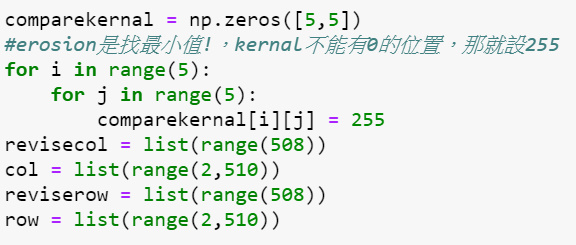 comparekernal = np.zeros([5,5])
#erosion是找最小值!，kernal不能有0的位置，那就設255
for i in range(5):
    for j in range(5):
        comparekernal[i][j] = 255
revisecol = list(range(508))
col = list(range(2,510))
reviserow = list(range(508))
row = list(range(2,510))